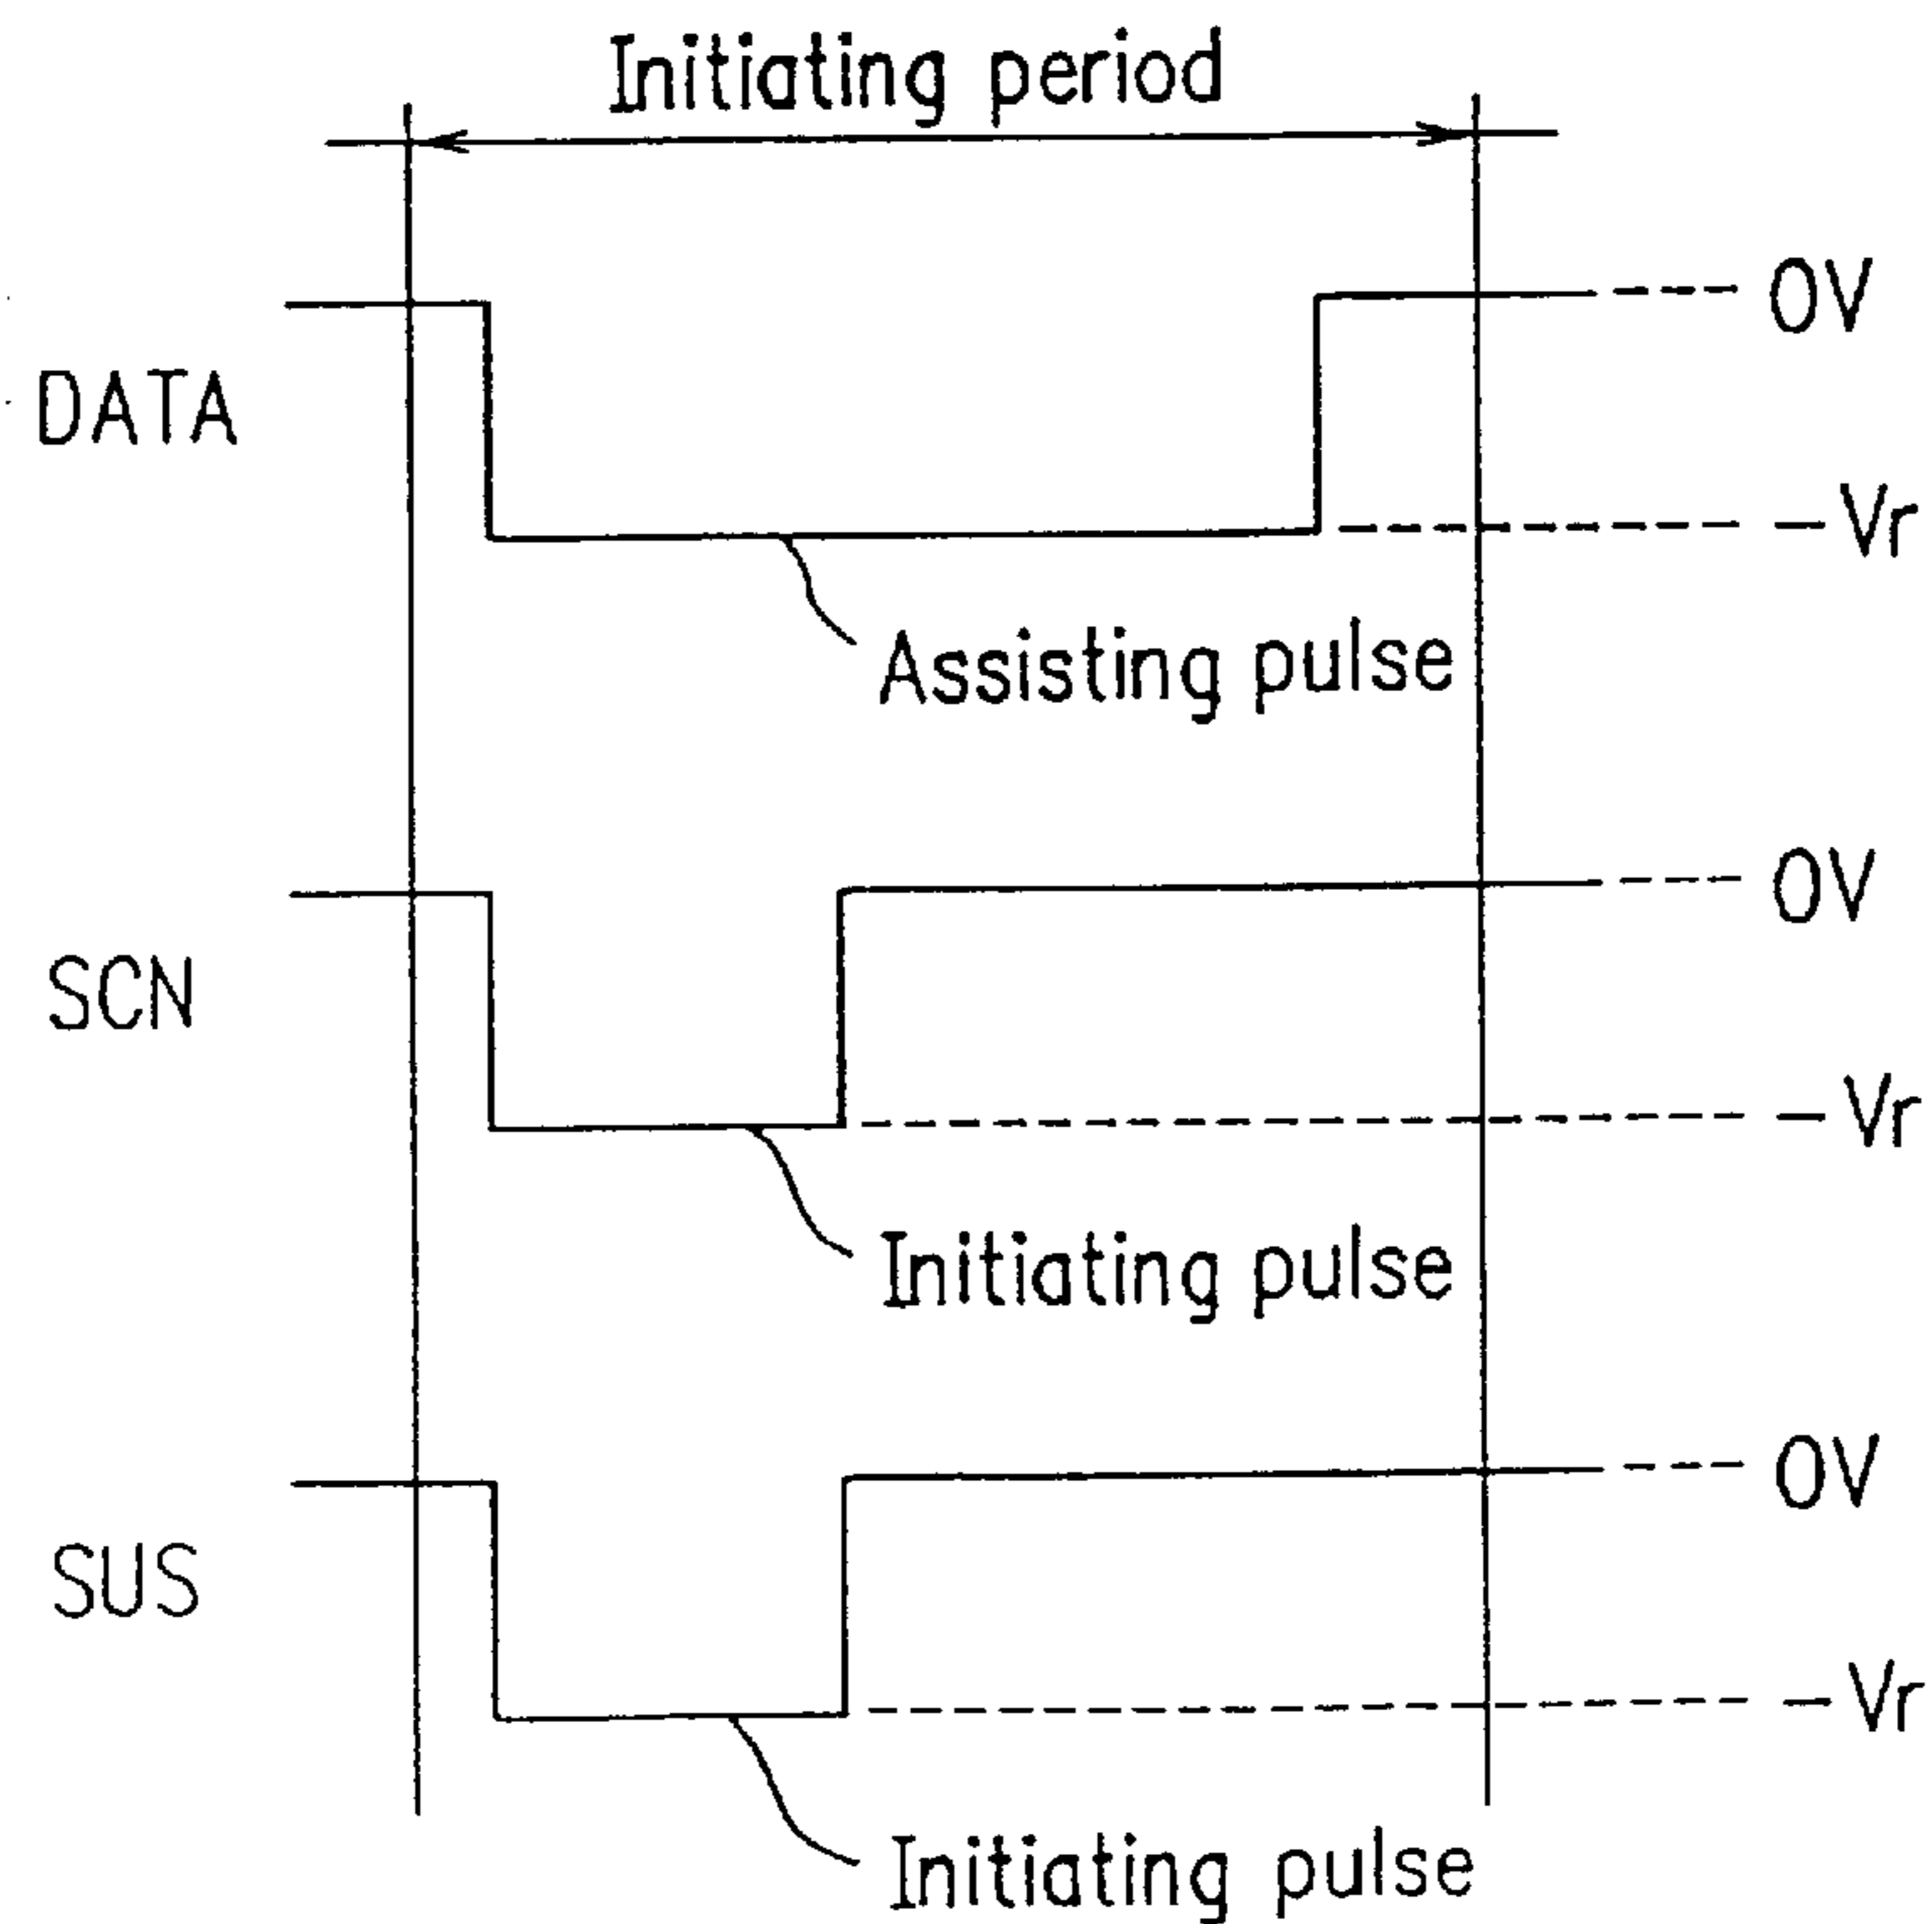 Initiating period
0V
DATA
-Vr
Assisting pulse
0V
SCN
-Vr
Initiating pulse
0V
SUS
-Vr
Initiating pulse